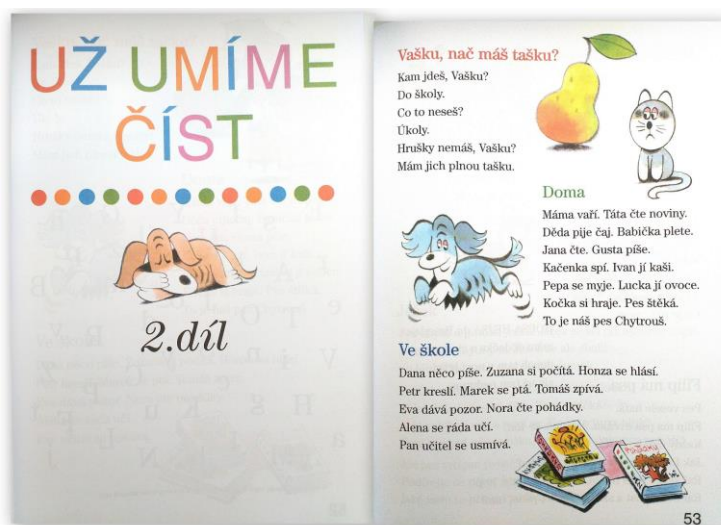 UŽ UMÍME
ČÍST
2.díl
Vašku, nač máš tašku?
Kam jdeš, Vašku?
Do školy.
Co to neseš?
Úkoly.
Hrušky nemáš, Vašku?
Mám jich plnou tašku.
Doma
Máma vaří. Táta čte noviny.
Děda pije čaj. Babička plete.
Jana čte. Gusta píše.
Kačenka spí. Ivan jí kaši.
Pepa se myje. Lucka jí ovoce.
Kočka si hraje. Pes štěká.
To je náš pes Chytrouš.
Ve škole
Dana něco píše. Zuzana si počítá. Honza se hlásí.
Petr kreslí. Marek se ptá. Tomáš zpívá.
Eva dává pozor. Nora čte pohádky.
Alena se ráda učí.
Pan učitel se usmívá.
53